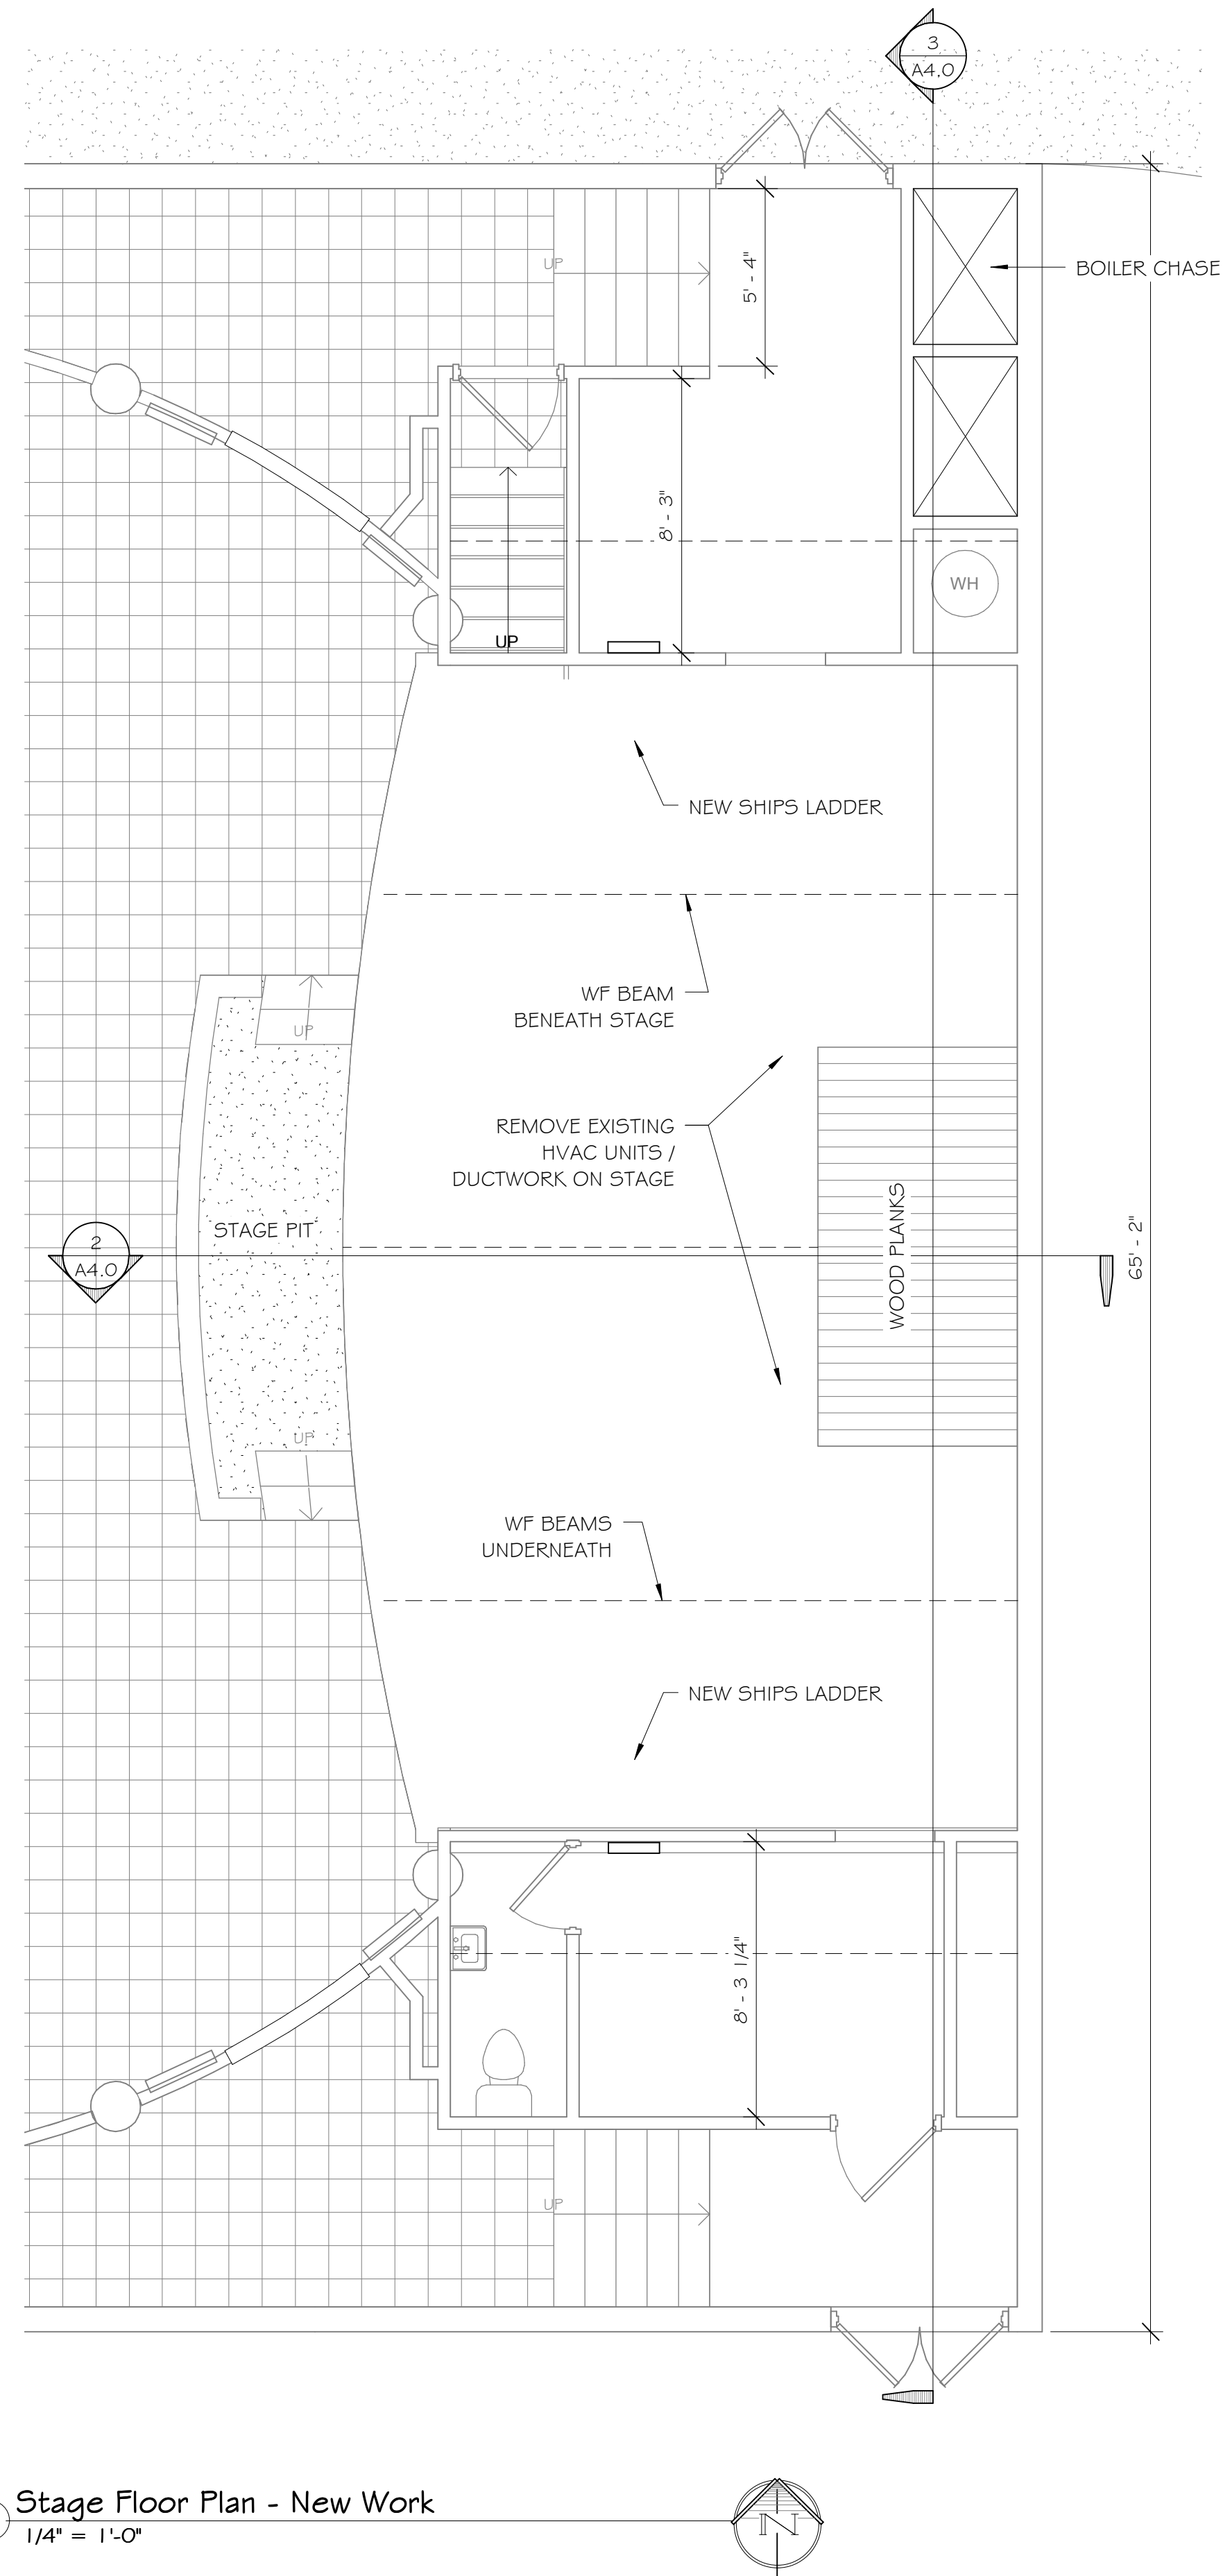 3
A4.0
BOILER CHASE
UP
5' - 4"
8' - 3"
WH
UP
NEW SHIPS LADDER
WF BEAM
BENEATH STAGE
UP
REMOVE EXISTING
HVAC UNITS /
DUCTWORK ON STAGE
WOOD PLANKS
STAGE PIT
2
A4.0
65' - 2"
UP
WF BEAMS
UNDERNEATH
NEW SHIPS LADDER
8' - 3 1/4"
UP
Stage Floor Plan - New Work
1/4" = 1'-0"
N